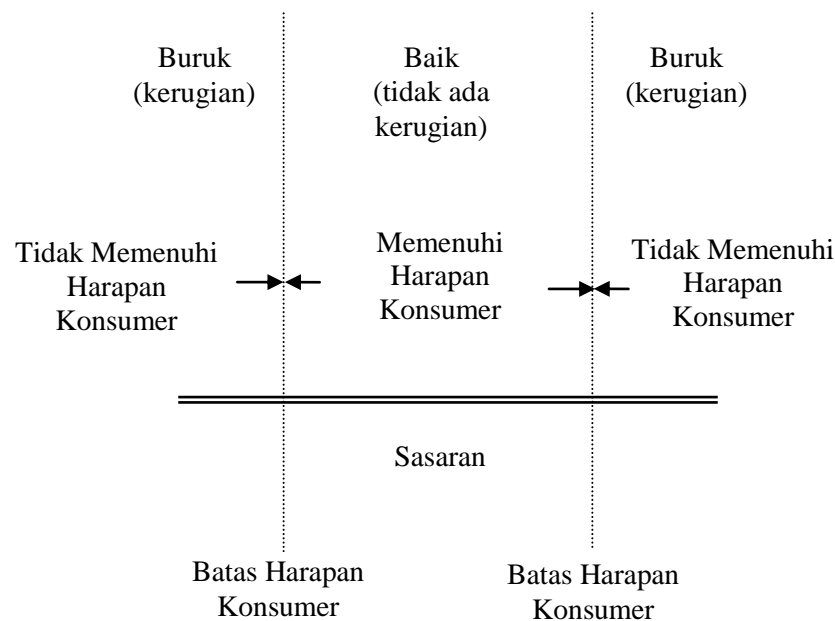 Buruk
(kerugian)
Baik
(tidak ada
kerugian)
Buruk
(kerugian)
Tidak Memenuhi
Harapan
Konsumer
Memenuhi
Harapan
Konsumer
Tidak Memenuhi
Harapan
Konsumer
Sasaran
Batas Harapan
Konsumer
Batas Harapan
Konsumer